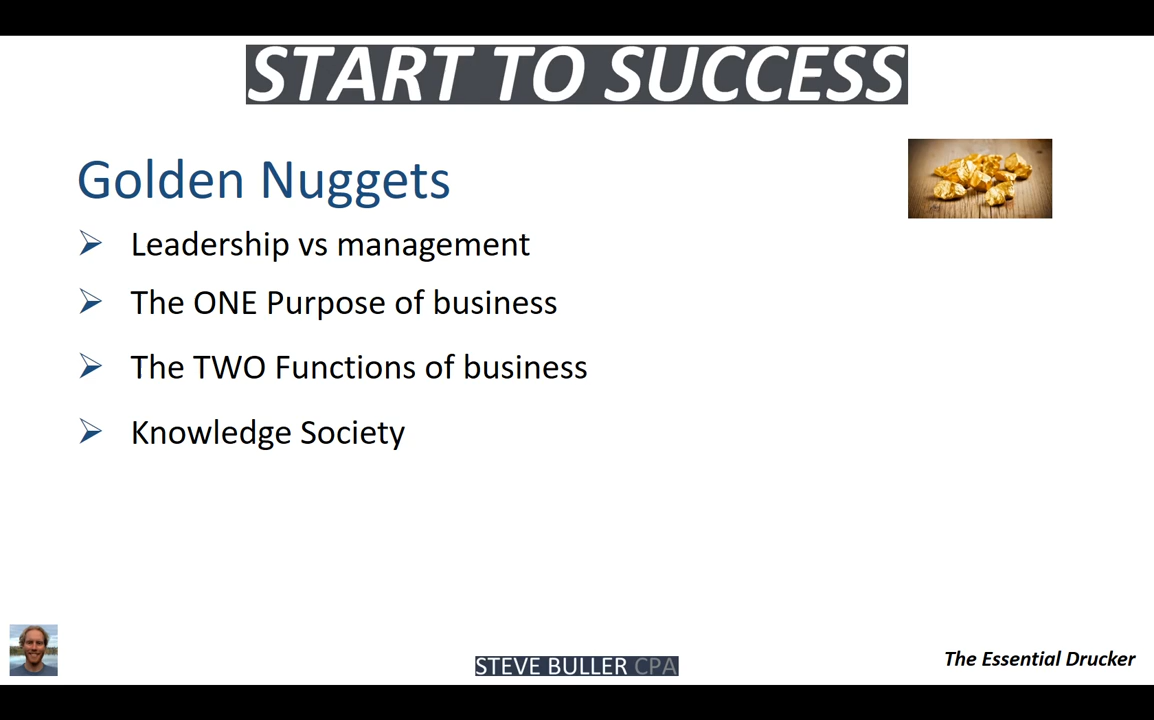 START TO SUCCESS
Golden Nuggets
Leadership vs management
The ONE Purpose of business
The TWO Functions of business
Knowledge Society
STEVE BULLER CPA
The Essential Drucker